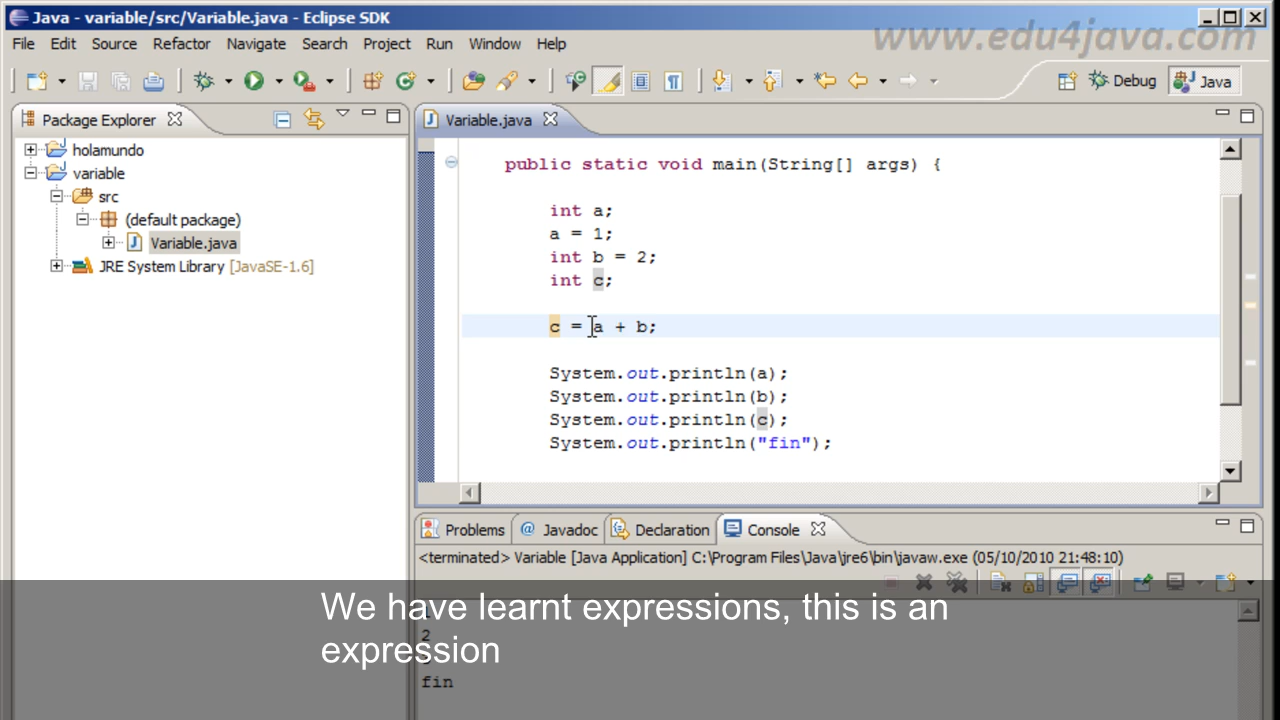 Java - variable/src/Variable.java - Eclipse SDK
www.edu4java.com
File Edit Source Refactor Navigate Search Project Run Window Help
Debug Java
Package Explorer
holamundo
variable
src
(default package)
Variable.java
JRE System Library [JavaSE-1.6]
Variable.java
public static void main(String[] args) {
int a;
a = 1;
int b = 2;
int c;
c = a + b;
System.out.println(a);
System.out.println(b);
System.out.println(c);
System.out.println("fin");
Problems @ Javadoc Declaration Console
<terminated> Variable [Java Application] C:\Program Files\Java\jre6\bin\javaw.exe (05/10/2010 21:48:10)
We have learnt expressions, this is an
2
expression
fin